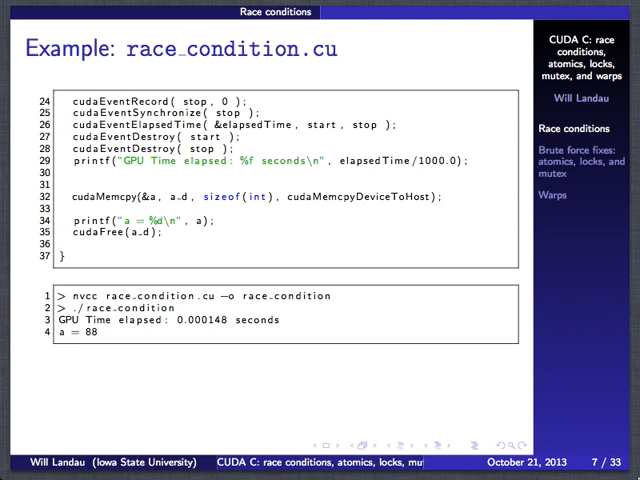 Race conditions
Example: race_condition.cu
24 cudaEventRecord( stop, 0 );
25 cudaEventSynchronize( stop );
26 cudaEventElapsedTime( &elapsedTime, start, stop );
27 cudaEventDestroy( start );
28 cudaEventDestroy( stop );
29 printf("GPU Time elapsed: %f seconds\n", elapsedTime/1000.0);
30
31
32 cudaMemcpy(&a, a_d, sizeof(int), cudaMemcpyDeviceToHost);
33
34 printf("a = %d\n", a);
35 cudaFree(a_d);
36
37 }
1 > nvcc race_condition.cu -o race_condition
2 > ./race_condition
3 GPU Time elapsed: 0.000148 seconds
4 a = 88
CUDA C: race
conditions,
atomics, locks,
mutex, and warps
Will Landau
Race conditions
Brute force fixes:
atomics, locks, and
mutex
Warps
Will Landau (Iowa State University) CUDA C: race conditions, atomics, locks, mu October 21, 2013 7 / 33